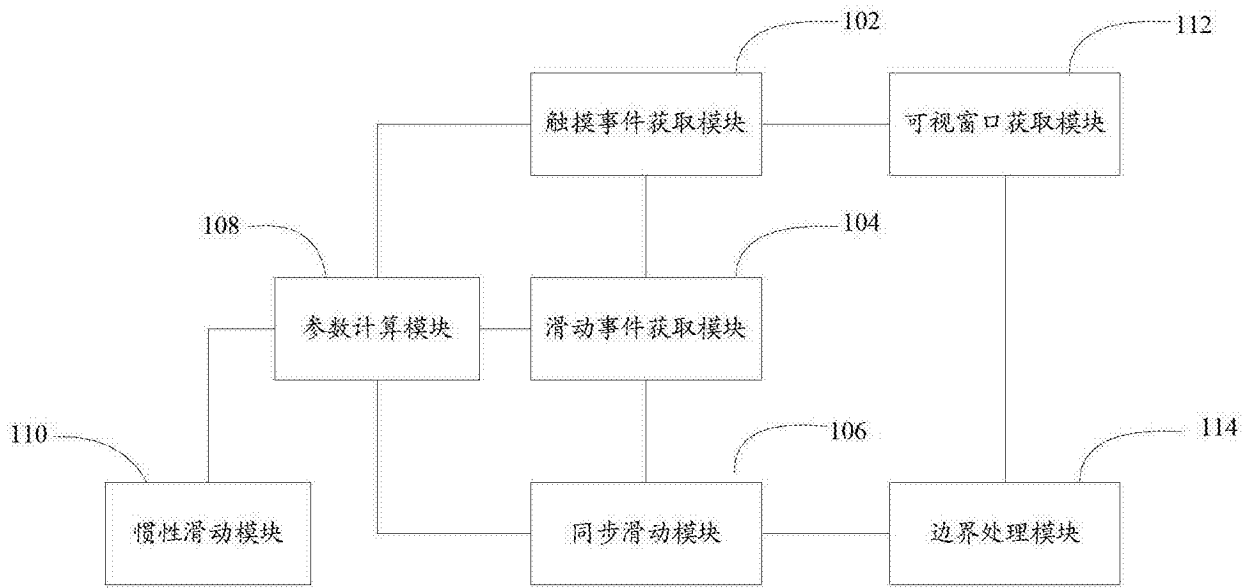 102
112
触摸事件获取模块
可视窗口获取模块
108
104
参数计算模块
滑动事件获取模块
110
106
114
惯性滑动模块
同步滑动模块
边界处理模块